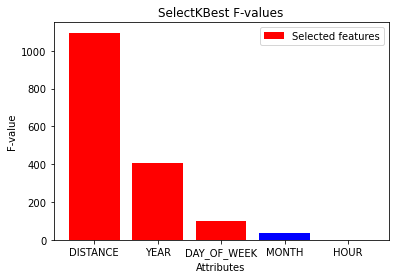 SelectKBest F-values
Selected features
F-value
1000
800
600
400
200
0
DISTANCE YEAR DAY_OF_WEEK MONTH HOUR
Attributes